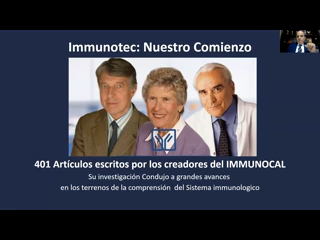 Immunotec: Nuestro Comienzo
401 Artículos escritos por los creadores del IMMUNOCAL
Su investigación Condujo a grandes avances
en los terrenos de la comprensión del Sistema immunologico